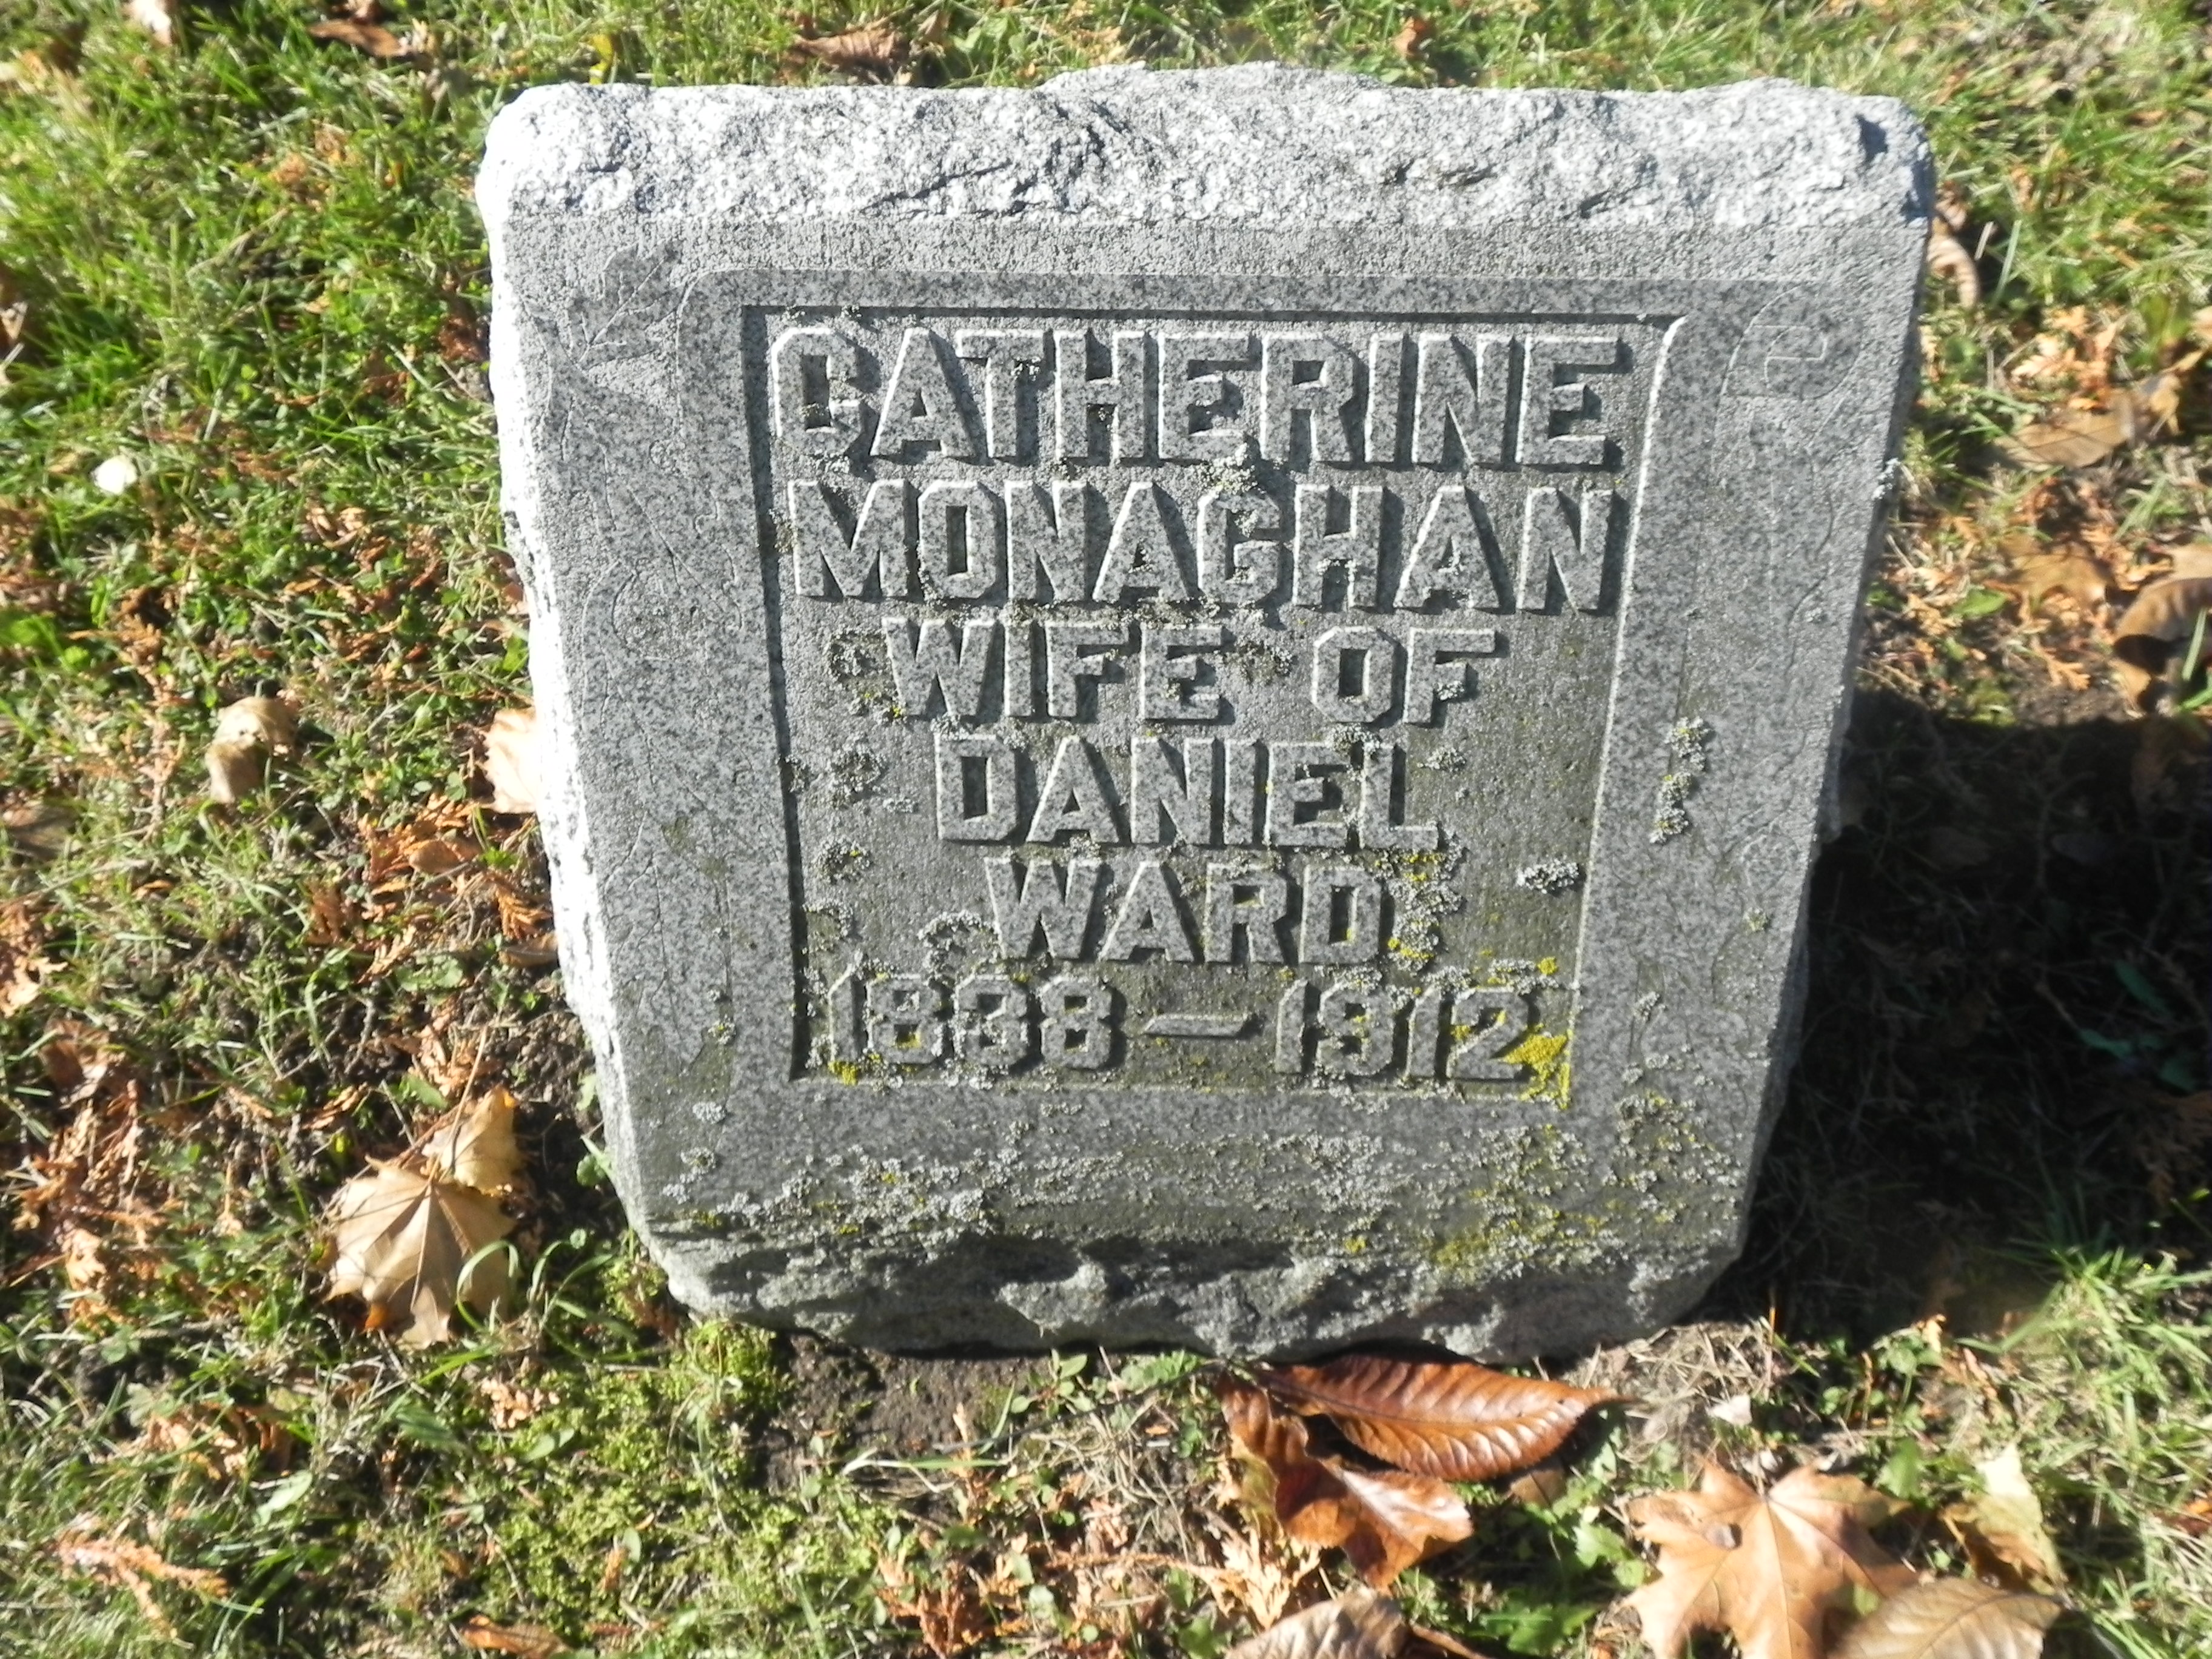 CATHERINE
MONAGHAN
WIFE OF
DANIEL
WARD
1838-1912